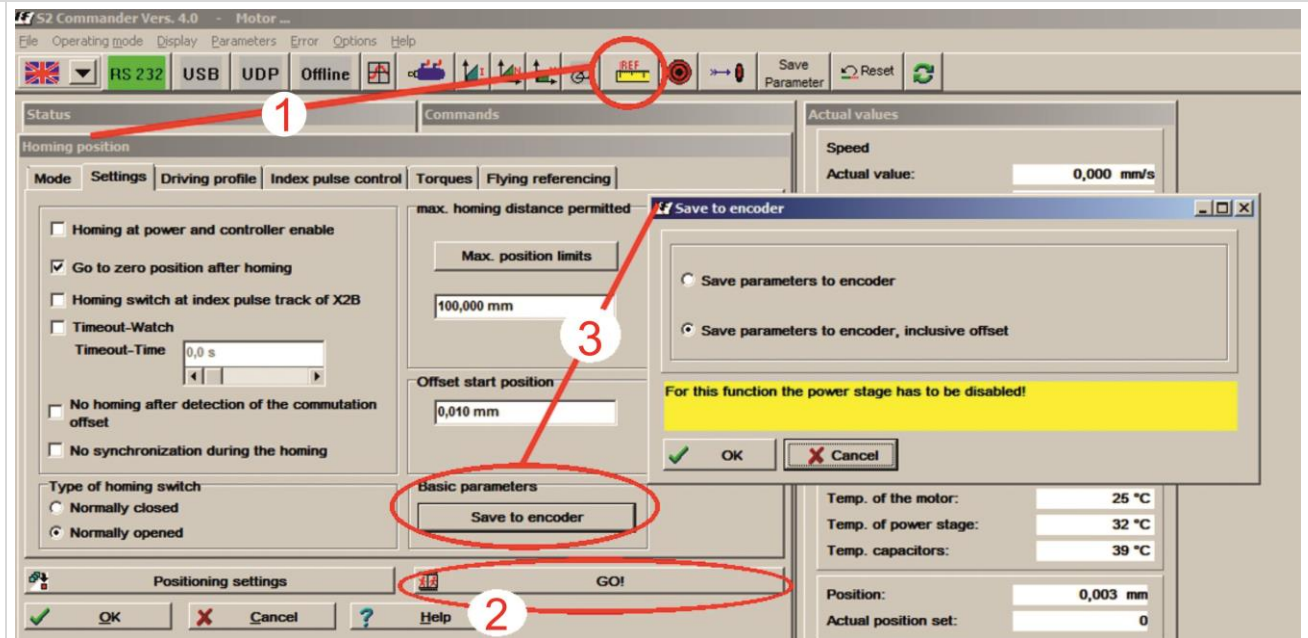 S2 Commander Vers. 4.0 - Motor ...
File Operating mode Display Parameters Error Options Help
RS 232 USB UDP Offline REF Save Parameter Reset
1
Status
Commands
Actual values
Homing position
Mode Settings Driving profile Index pulse control Torques Flying referencing
Homing at power and controller enable
Go to zero position after homing
Homing switch at index pulse track of X2B
Timeout-Watch
Timeout-Time 0,0 s
No homing after detection of the commutation
offset
No synchronization during the homing
Type of homing switch
Normally closed
Normally opened
max. homing distance permitted
Max. position limits
100,000 mm
Offset start position
0,010 mm
Basic parameters
Save to encoder
Positioning settings
GO!
OK Cancel Help
2
3
Speed
Actual value: 0,000 mm/s
Save to encoder
Save parameters to encoder
Save parameters to encoder, inclusive offset
For this function the power stage has to be disabled!
OK Cancel
Temp. of the motor: 25 °C
Temp. of power stage: 32 °C
Temp. capacitors: 39 °C
Position: 0,003 mm
Actual position set: 0